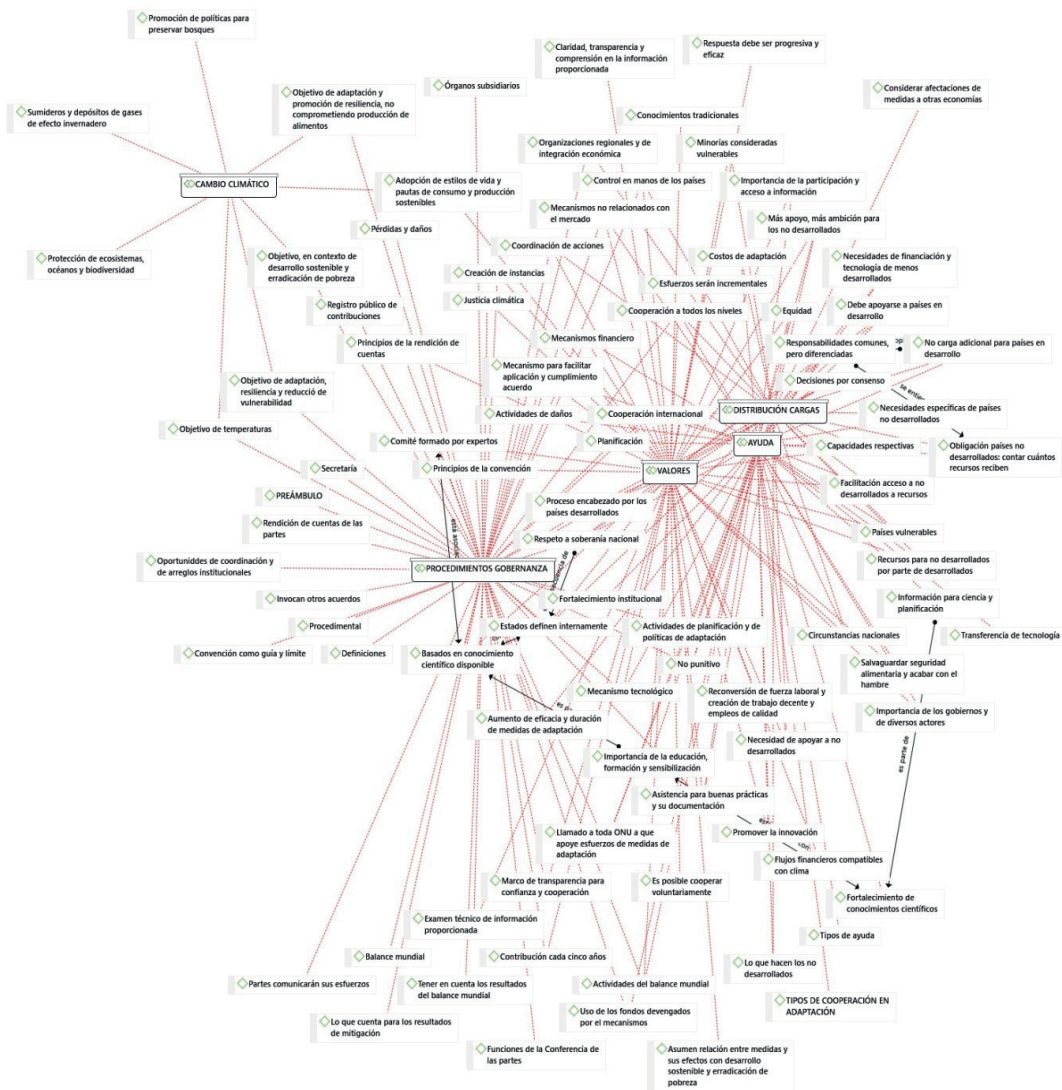 Promoción de políticas para
preservar bosques
Respuesta debe ser progresiva y
eficaz
Claridad, transparencia y
comprensión en la información
proporcionada
Órganos subsidiarios
Considerar afectaciones de
medidas a otras economías
Objetivo de adaptación y
promoción de resiliencia, no
comprometiendo producción de
alimentos
Sumideros y depósitos de gases
de efecto invernadero
Conocimientos tradicionales
Organizaciones regionales y de
integración económica
Minorías consideradas
vulnerables
CAMBIO CLIMÁTICO
Adopción de estilos de vida y
pautas de consumo y producción
sostenibles
Control en manos de los países
Importancia de la participación y
acceso a información
Mecanismos no relacionados con
el mercado
Más apoyo, más ambición para
los no desarrollados
Pérdidas y daños
Coordinación de acciones
Protección de ecosistemas,
océanos y biodiversidad
Objetivo, en contexto de
desarrollo sostenible y
erradicación de pobreza
Costos de adaptación
Necesidades de financiación y
tecnología de menos
desarrollados
Creación de instancias
Esfuerzos serán incrementales
Justicia climática
Registro público de
contribuciones
Cooperación a todos los niveles
Equidad
Debe apoyarse a países en
desarrollo
Principios de la rendición de
cuentas
Mecanismos financiero
Responsabilidades comunes,
pero diferenciadas
No carga adicional para países en
desarrollo
Mecanismo para facilitar
aplicación y cumplimiento
acuerdo
Decisiones por consenso
Objetivo de adaptación,
resiliencia y reducció de
vulnerabilidad
DISTRIBUCIÓN CARGAS
Actividades de daños
Cooperación internacional
Necesidades específicas de países
no desarrollados
Objetivo de temperaturas
Comité formado por expertos
Planificación
AYUDA
Capacidades respectivas
Obligación países no
desarrollados: contar cuántos
recursos reciben
Secretaría
Principios de la convención
VALORES
Facilitación acceso a no
desarrollados a recursos
PREÁMBULO
Proceso encabezado por los
países desarrollados
Rendición de cuentas de las
partes
Respeto a soberanía nacional
Países vulnerables
Oportuniddes de coordinación y
de arreglos institucionales
PROCEDIMIENTOS GOBERNANZA
Recursos para no desarrollados
por parte de desarrollados
Invocan otros acuerdos
Fortalecimiento institucional
Información para ciencia y
planificación
Procedimental
Estados definen internamente
Actividades de planificación y de
políticas de adaptación
Circunstancias nacionales
Transferencia de tecnología
Convención como guía y límite
Definiciones
Basados en conocimiento
científico disponible
No punitivo
Salvaguardar seguridad
alimentaria y acabar con el
hambre
Mecanismo tecnológico
Reconversión de fuerza laboral y
creación de trabajo decente y
empleos de calidad
Importancia de los gobiernos y
de diversos actores
Aumento de eficacia y duración
de medidas de adaptación
Necesidad de apoyar a no
desarrollados
es parte de
Importancia de la educación,
formación y sensibilización
Asistencia para buenas prácticas
y su documentación
Llamado a toda ONU a que
apoye esfuerzos de medidas de
adaptación
Promover la innovación
Flujos financieros compatibles
con clima
Marco de transparencia para
confianza y cooperación
Es posible cooperar
voluntariamente
Fortalecimiento de
conocimientos científicos
Examen técnico de información
proporcionada
Tipos de ayuda
Balance mundial
Contribución cada cinco años
Lo que hacen los no
desarrollados
Partes comunicarán sus esfuerzos
Tener en cuenta los resultados
del balance mundial
Actividades del balance mundial
TIPOS DE COOPERACIÓN EN
ADAPTACIÓN
Lo que cuenta para los resultados
de mitigación
Uso de los fondos devengados
por el mecanismos
Funciones de la Conferencia de
las partes
Asumen relación entre medidas y
sus efectos con desarrollo
sostenible y erradicación de
pobreza